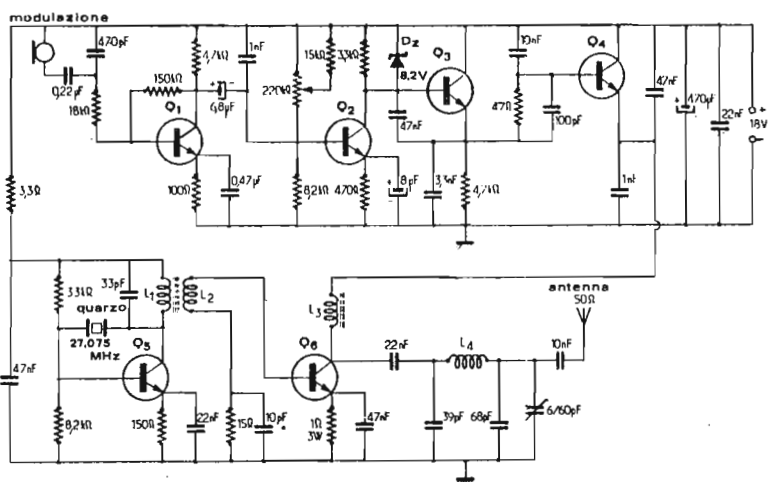 modulazione
470pF
0,22µF
18kΩ
150kΩ
4,7kΩ
1nF
6,8µF
Q1
100Ω
0,47µF
220kΩ
15kΩ
3,3kΩ
Dz
8,2V
Q2
47nF
8,2kΩ
470Ω
8µF
Q3
3,3nF
4,7kΩ
10nF
47Ω
100pF
Q4
1nF
47nF
470µF
22nF
+
18V
-
3,3Ω
33kΩ
33pF
L1
L2
quarzo
27,075
MHz
Q5
47nF
8,2kΩ
150Ω
22nF
15Ω
10pF
Q6
L3
1Ω
3W
47nF
22nF
L4
39pF
68pF
6/60pF
10nF
antenna
50Ω